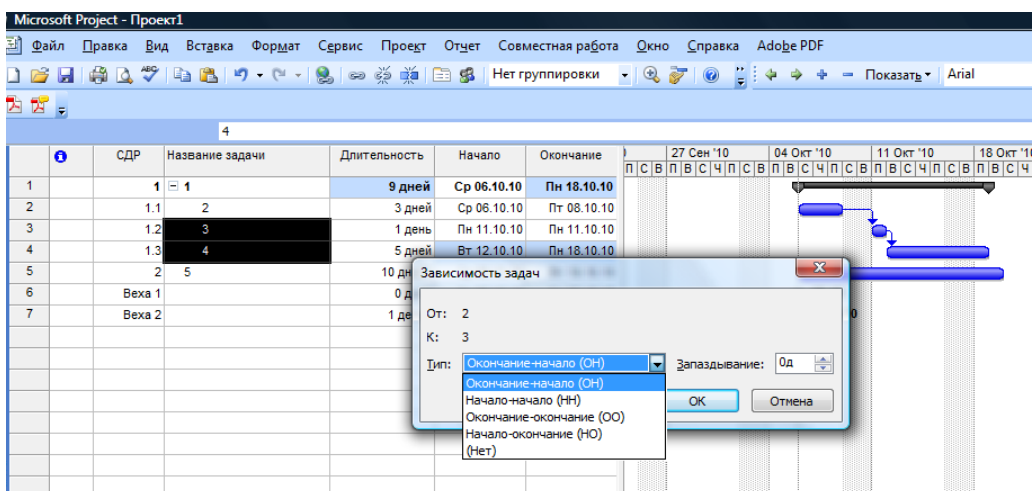 Microsoft Project - Проект1
Файл Правка Вид Вставка Формат Сервис Проект Отчет Совместная работа Окно Справка Adobe PDF
Нет группировки Показать Arial
4
СДР Название задачи Длительность Начало Окончание 27 Сен '10 04 Окт '10 11 Окт '10 18 Окт '1
П С В П В С Ч П С В П В С Ч П С В П В С Ч П С В П В С Ч
1 1 1 9 дней Ср 06.10.10 Пн 18.10.10
2 1.1 2 3 дней Ср 06.10.10 Пт 08.10.10
3 1.2 3 1 день Пн 11.10.10 Пн 11.10.10
4 1.3 4 5 дней Вт 12.10.10 Пн 18.10.10
5 2 5 10 дн
6 Веха 1 0 д
7 Веха 2 1 де 0
Зависимость задач
От: 2
К: 3
Тип: Окончание-начало (ОН) Запаздывание: 0д
Окончание-начало (ОН)
Начало-начало (НН)
Окончание-окончание (ОО)
Начало-окончание (НО)
(Нет)
ОК Отмена